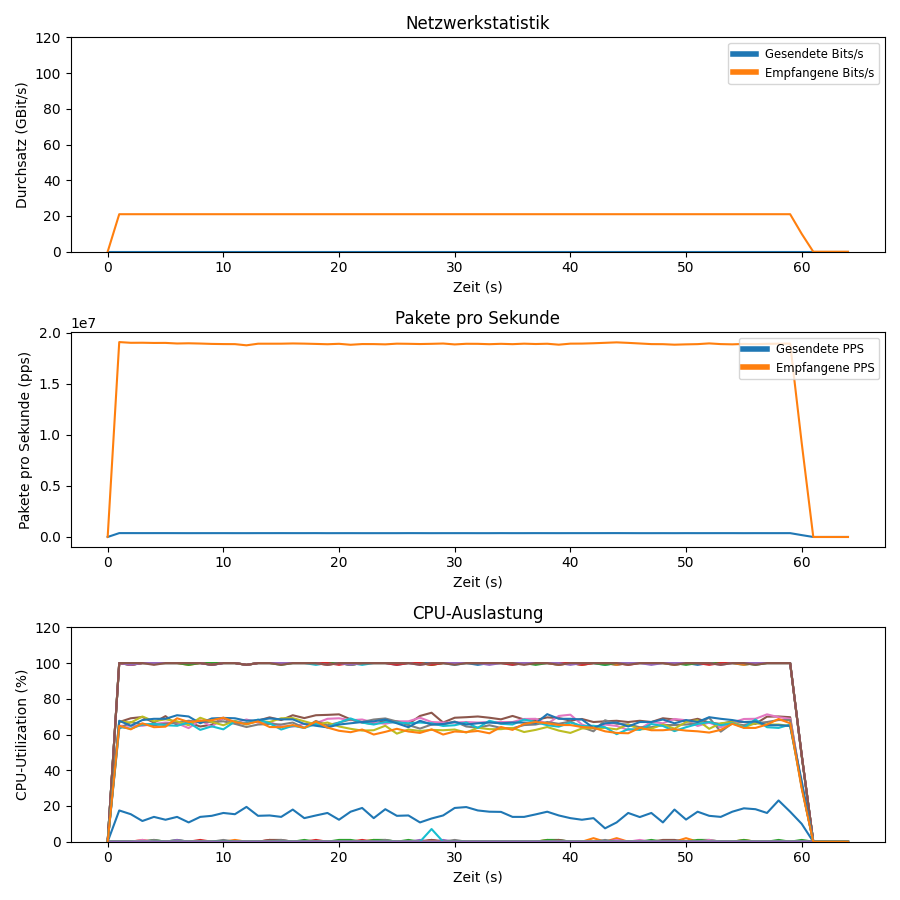 Netzwerkstatistik
Durchsatz (GBit/s)
120
100
80
60
40
20
0
Gesendete Bits/s
Empfangene Bits/s
0 10 20 30 40 50 60
Zeit (s)
Pakete pro Sekunde
1e7
Pakete pro Sekunde (pps)
2.0
1.5
1.0
0.5
0.0
Gesendete PPS
Empfangene PPS
0 10 20 30 40 50 60
Zeit (s)
CPU-Auslastung
CPU-Utilization (%)
120
100
80
60
40
20
0
0 10 20 30 40 50 60
Zeit (s)